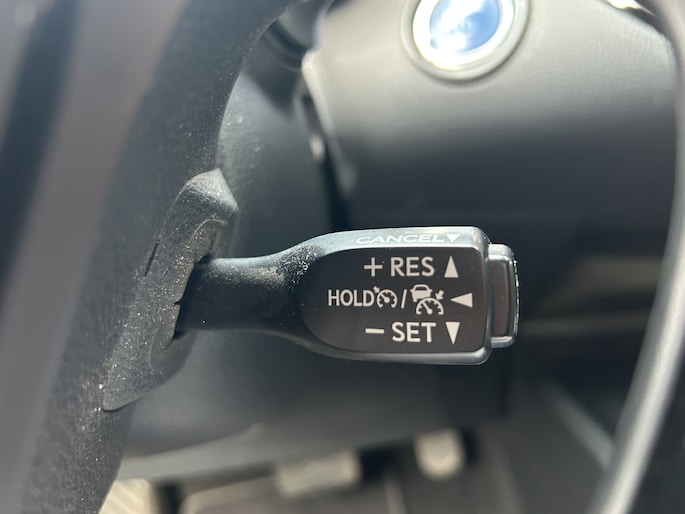 CANCEL▼
+ RES ▲
HOLD / ◀
− SET ▼